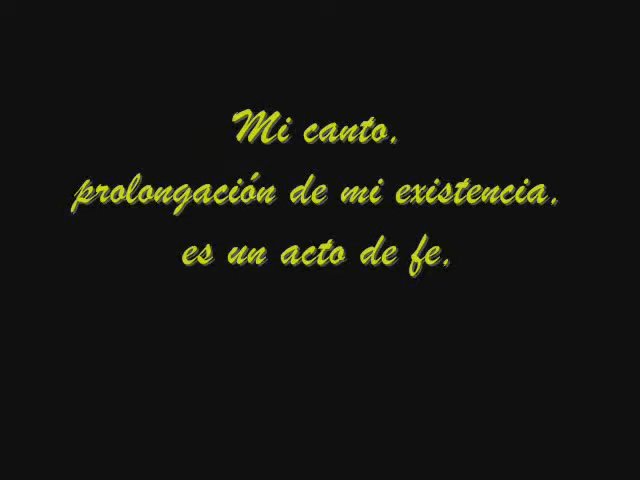 Mi canto,
prolongación de mi existencia,
es un acto de fe,